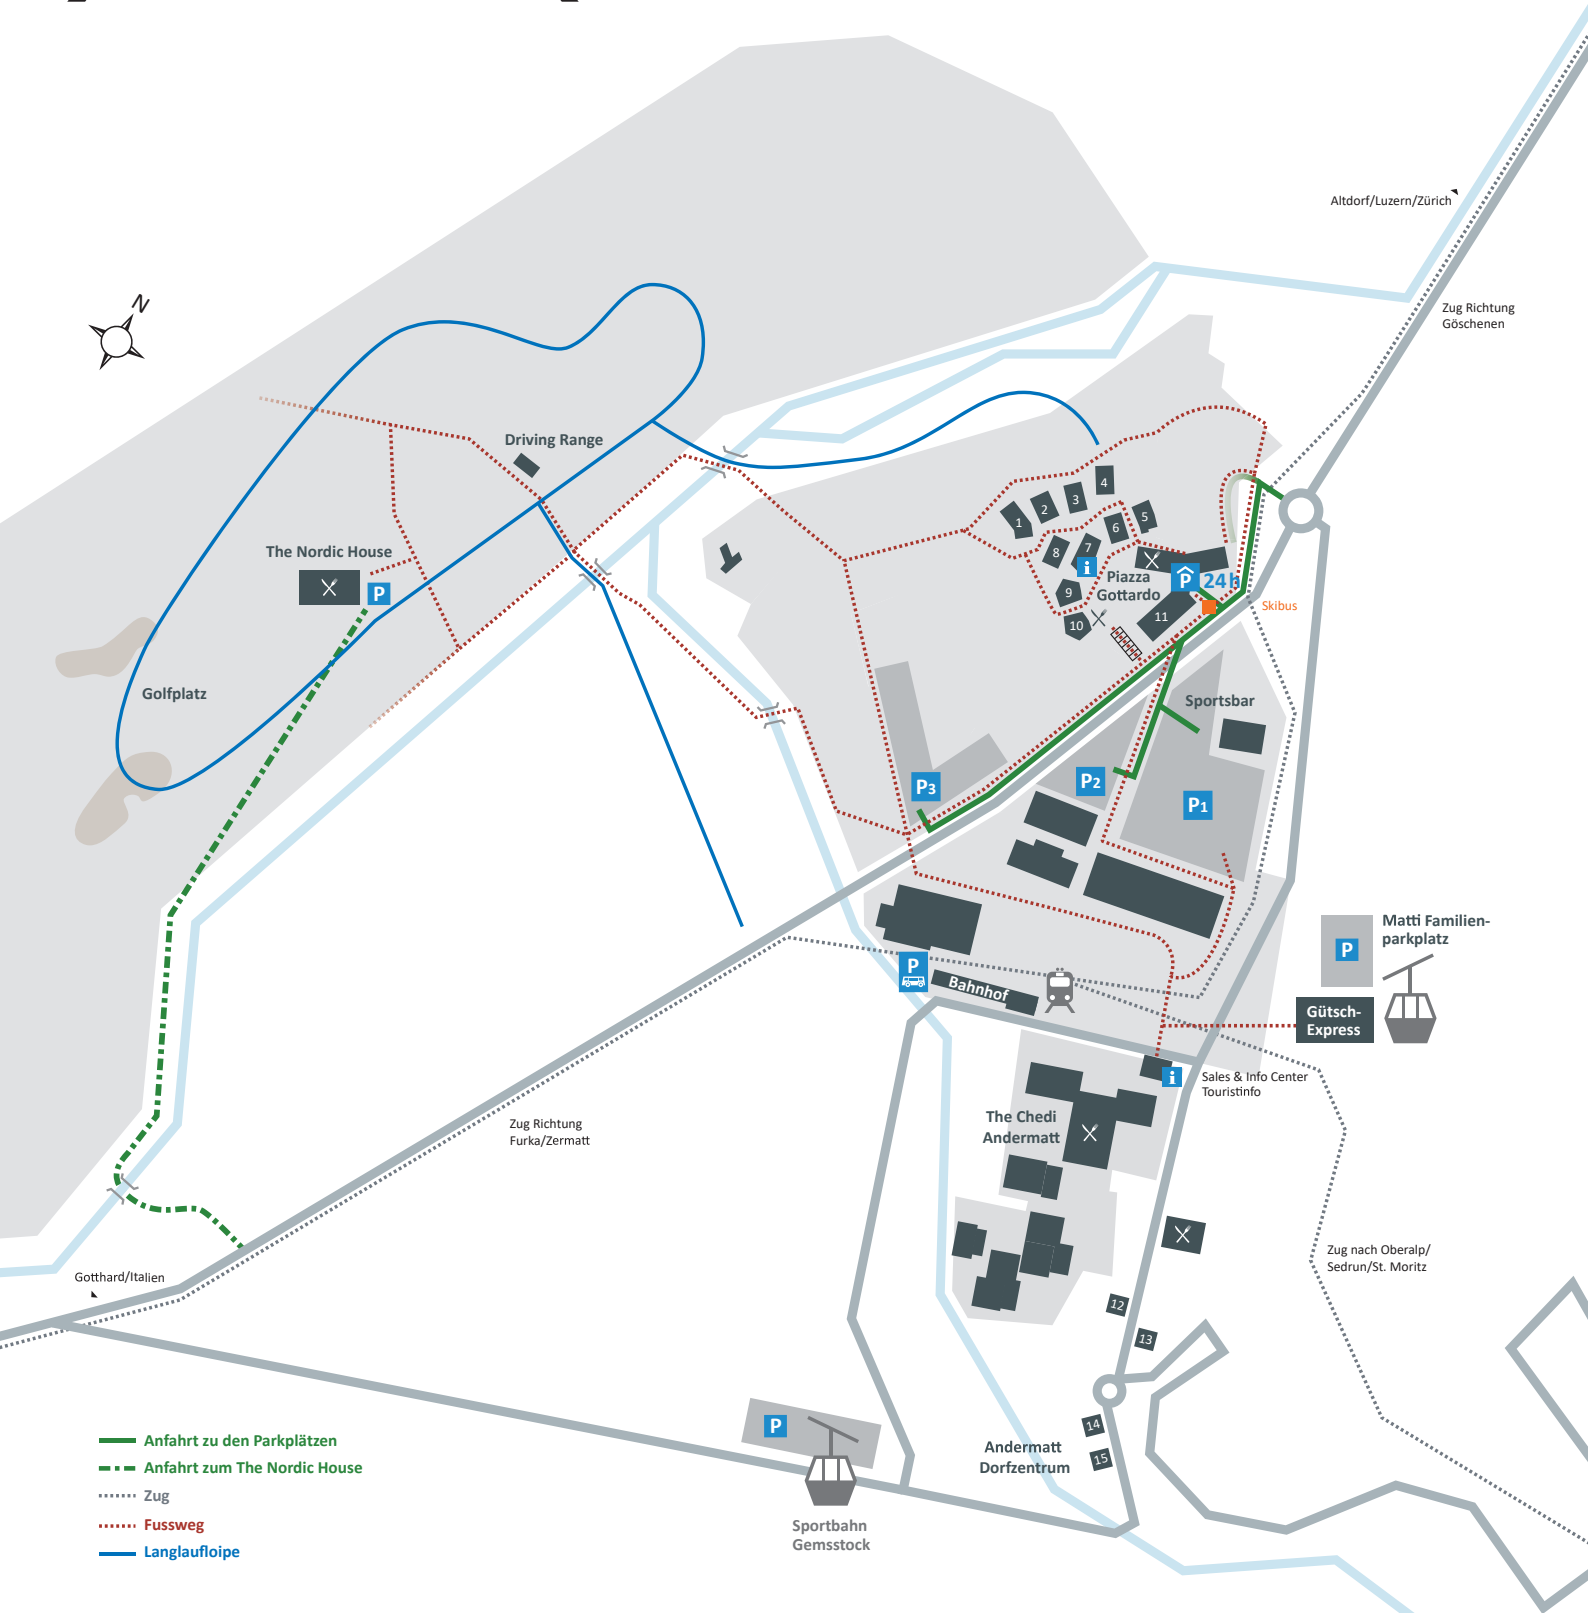 Altdorf/Luzern/Zürich
N
Zug Richtung
Göschenen
Driving Range
The Nordic House
P
Golfplatz
1
2
3
4
5
6
7
8
9
10
11
i
Piazza
Gottardo
P
24h
Skibus
Sportsbar
P3
P2
P1
P
Bahnhof
Matti Familien-
parkplatz
P
Gütsch-
Express
i
Sales & Info Center
Touristinfo
The Chedi
Andermatt
Zug Richtung
Furka/Zermatt
Zug nach Oberalp/
Sedrun/St. Moritz
Gotthard/Italien
12
13
14
15
Andermatt
Dorfzentrum
P
Sportbahn
Gemsstock
Anfahrt zu den Parkplätzen
Anfahrt zum The Nordic House
Zug
Fussweg
Langlaufloipe